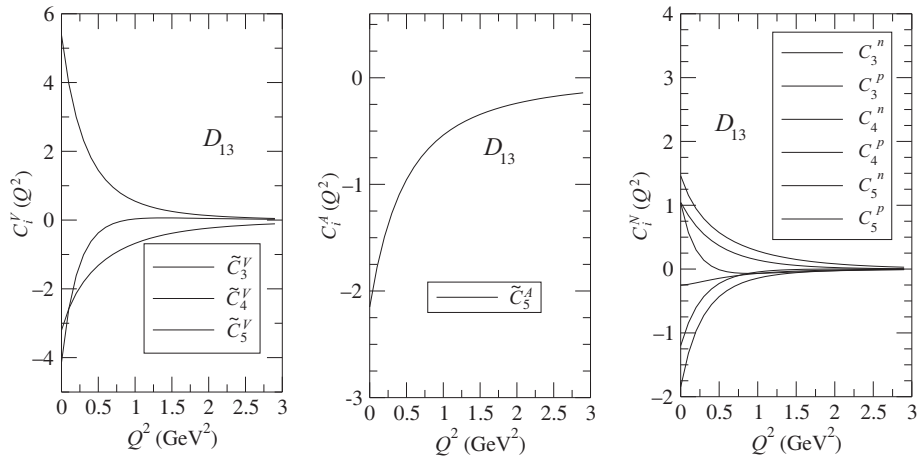 6
4
2
0
−2
−4
C_i^V(Q^2)
D_13
C̃_3^V
C̃_4^V
C̃_5^V
0 0.5 1 1.5 2 2.5 3
Q^2 (GeV^2)
0
−1
−2
−3
C_i^A(Q^2)
D_13
C̃_5^A
0 0.5 1 1.5 2 2.5 3
Q^2 (GeV^2)
4
3
2
1
0
−1
−2
C_i^N(Q^2)
D_13
C_3^n
C_3^p
C_4^n
C_4^p
C_5^n
C_5^p
0 0.5 1 1.5 2 2.5 3
Q^2 (GeV^2)